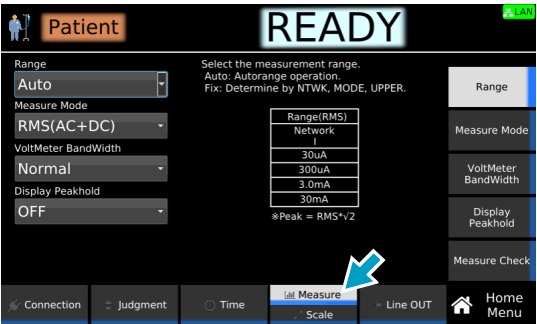 Patient
READY
LAN
Range
Auto
Measure Mode
RMS(AC+DC)
VoltMeter BandWidth
Normal
Display Peakhold
OFF
Select the measurement range.
Auto: Autorange operation.
Fix: Determine by NTWK, MODE, UPPER.
Range(RMS)
Network
I
30uA
300uA
3.0mA
30mA
※Peak = RMS*√2
Range
Measure Mode
VoltMeter
BandWidth
Display
Peakhold
Measure Check
Connection
Judgment
Time
Measure
Scale
Line OUT
Home
Menu